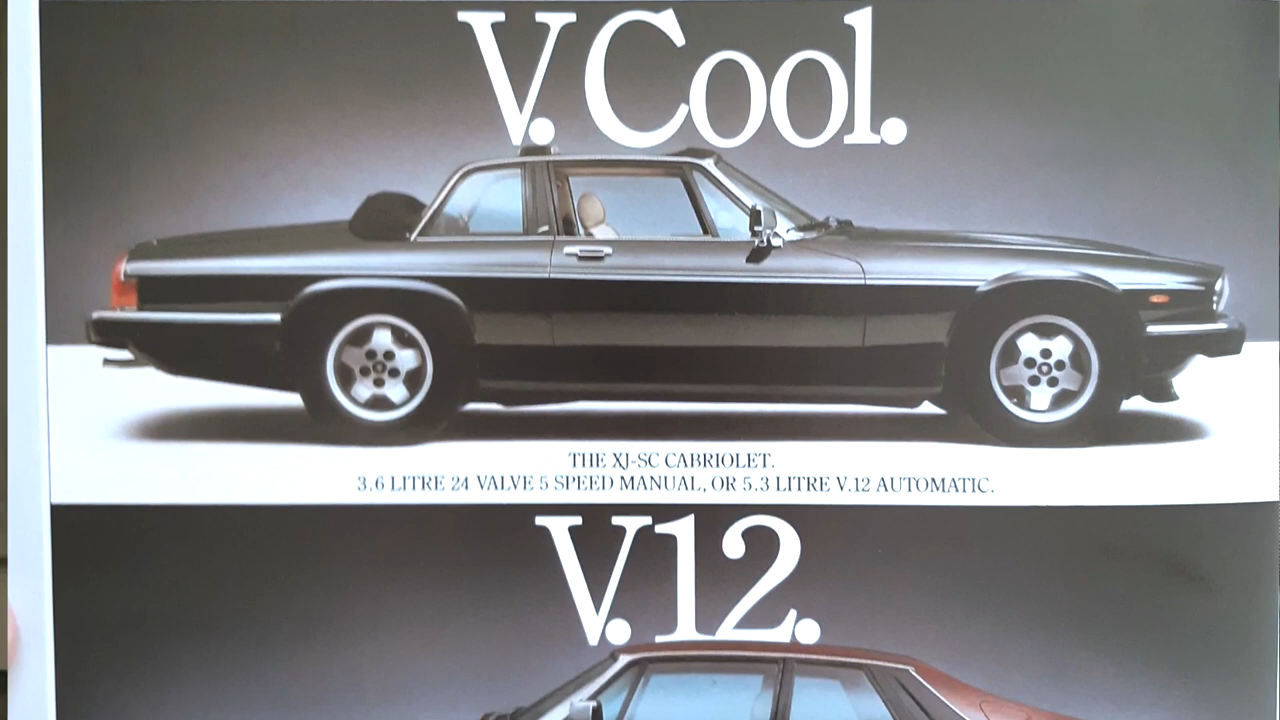 V. Cool.
THE XJ-SC CABRIOLET.
3.6 LITRE 24 VALVE 5 SPEED MANUAL, OR 5.3 LITRE V.12 AUTOMATIC.
V.12.